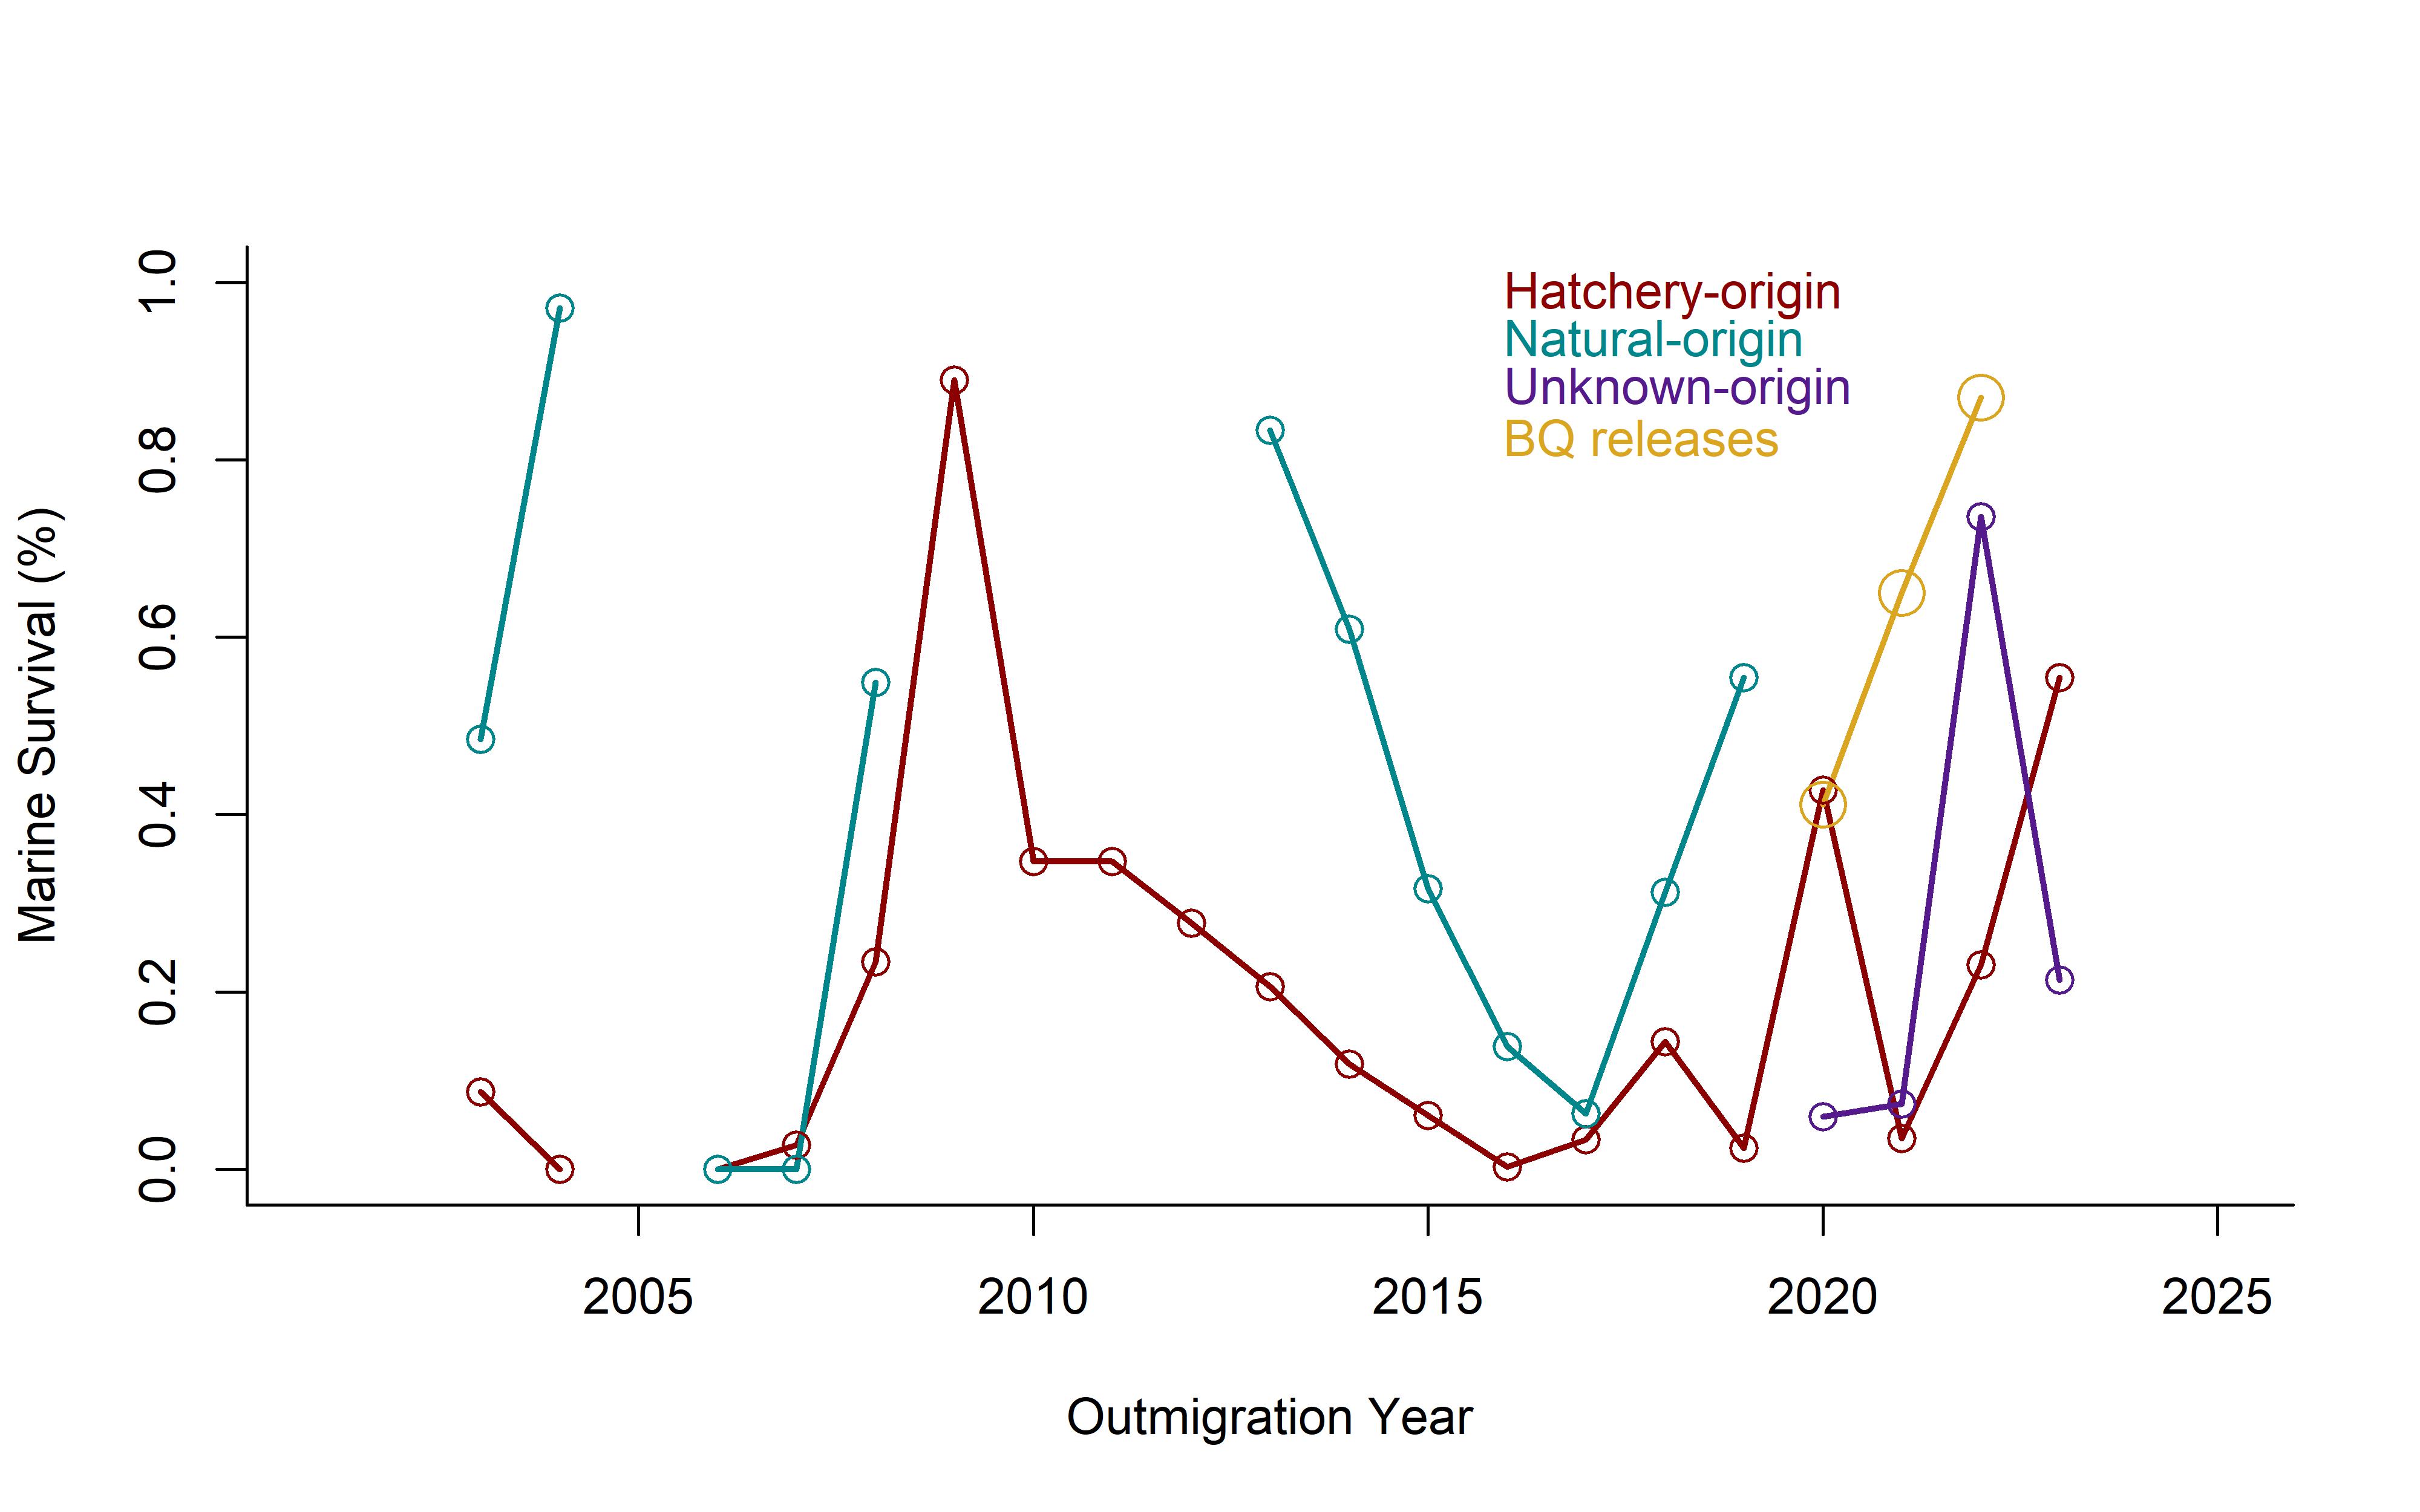 Hatchery-origin
Natural-origin
Unknown-origin
BQ releases
Marine Survival (%)
1.0
0.8
0.6
0.4
0.2
0.0
2005 2010 2015 2020 2025
Outmigration Year